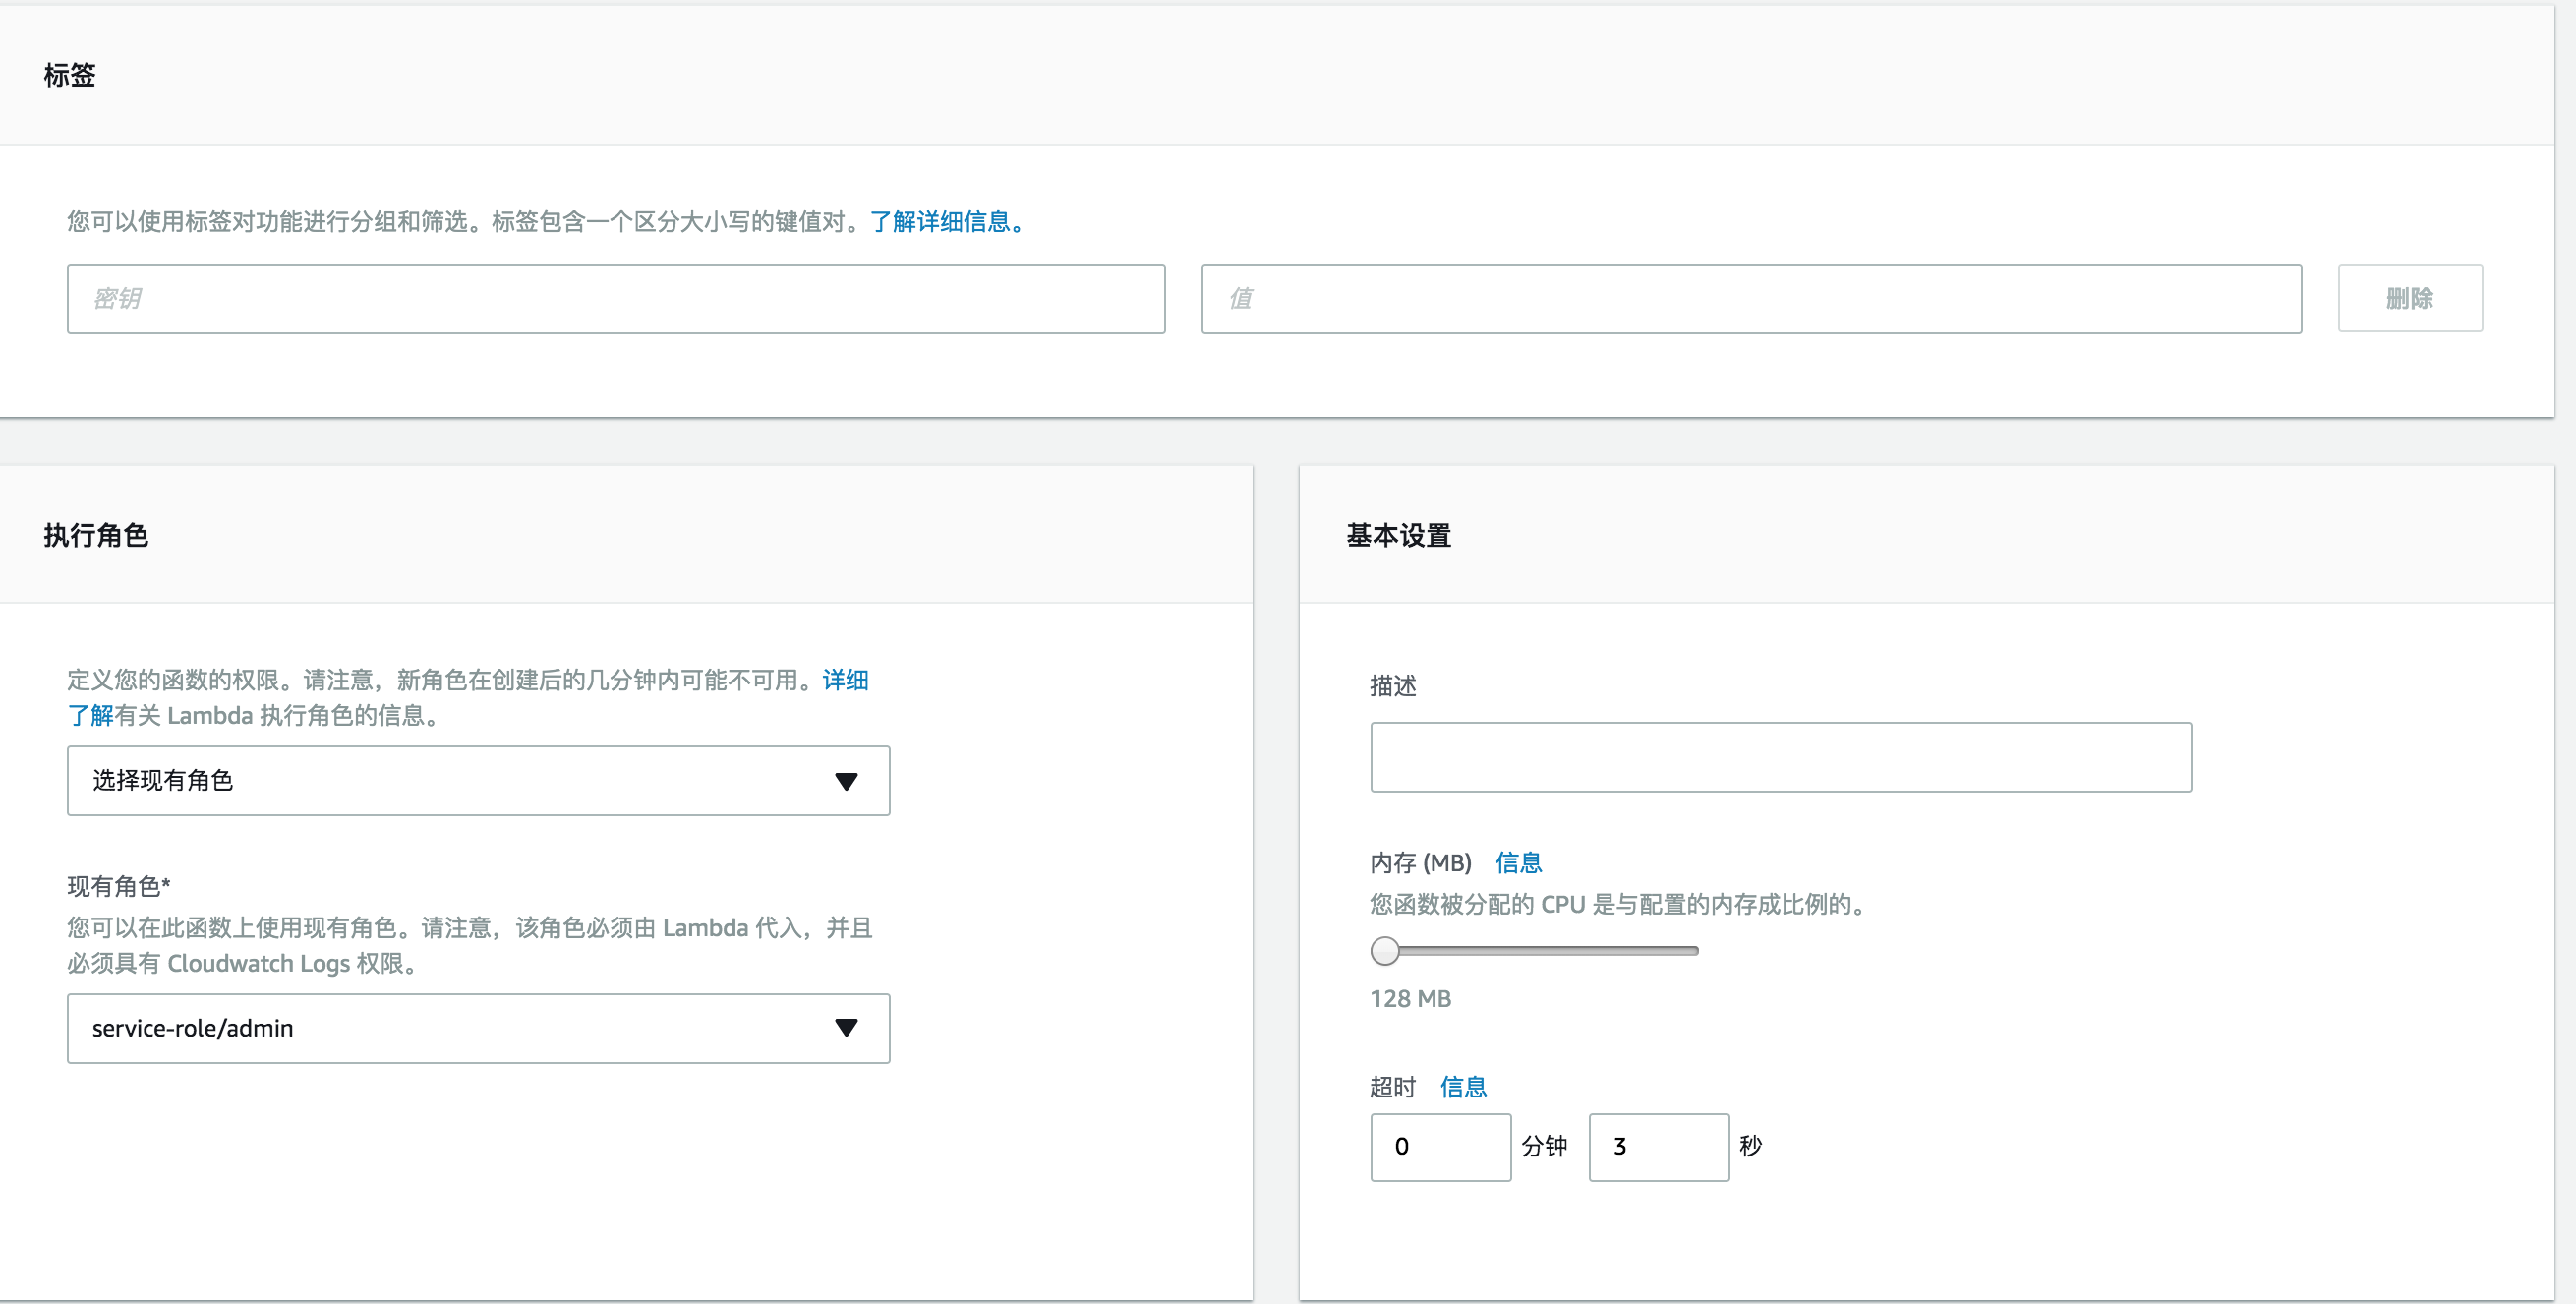 标签
您可以使用标签对功能进行分组和筛选。标签包含一个区分大小写的键值对。了解详细信息。
密钥
值
删除
执行角色
定义您的函数的权限。请注意，新角色在创建后的几分钟内可能不可用。详细
了解有关 Lambda 执行角色的信息。
选择现有角色
现有角色*
您可以在此函数上使用现有角色。请注意，该角色必须由 Lambda 代入，并且
必须具有 Cloudwatch Logs 权限。
service-role/admin
基本设置
描述
内存 (MB) 信息
您函数被分配的 CPU 是与配置的内存成比例的。
128 MB
超时 信息
0 分钟 3 秒